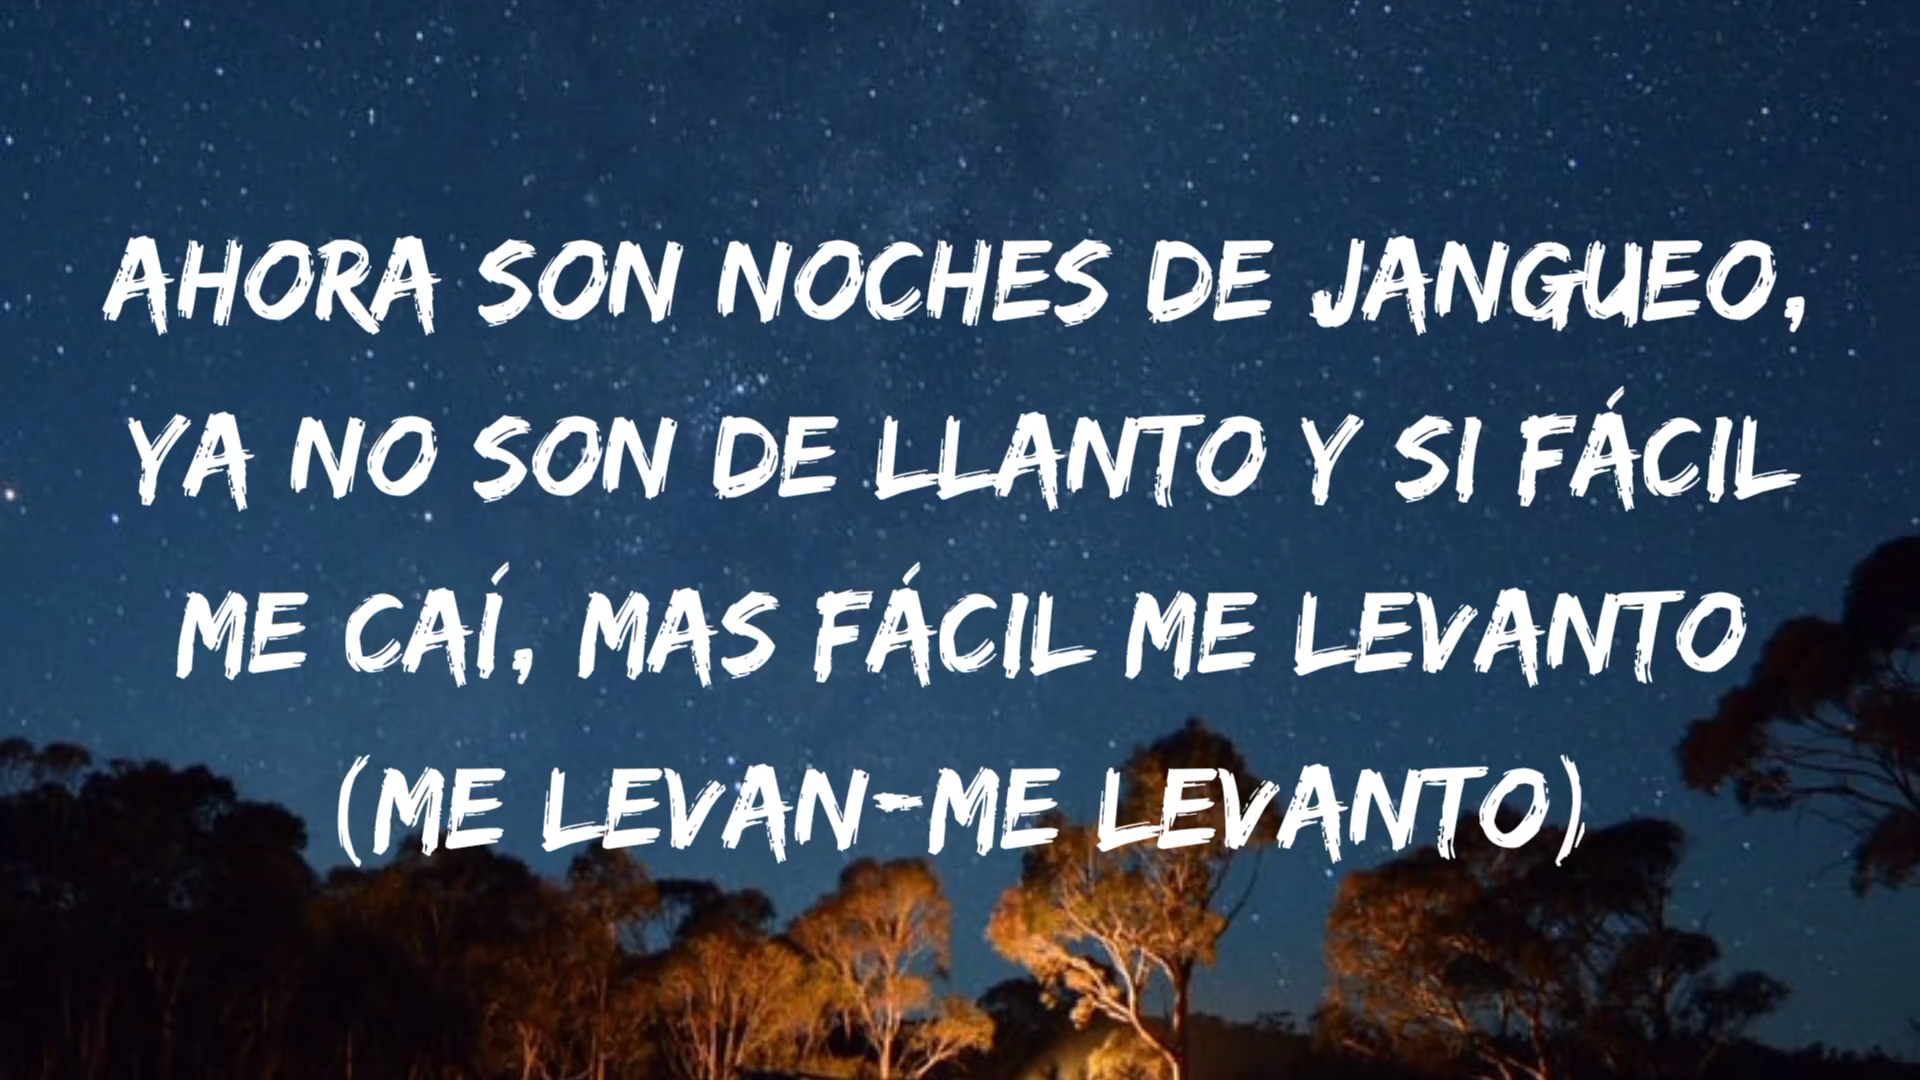 AHORA SON NOCHES DE JANGUEO,
YA NO SON DE LLANTO Y SI FÁCIL
ME CAÍ, MAS FÁCIL ME LEVANTO
(ME LEVAN-ME LEVANTO)